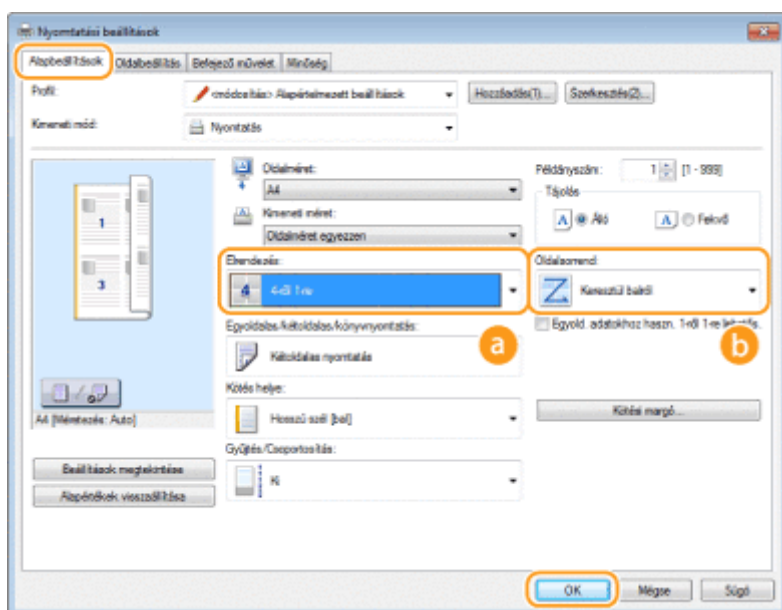 Nyomtatási beállítások
Alapbeállítások Oldalbeállítás Befejező művelet Minőség
Profil: <módosítás> Alapértelmezett beállítások Hozzáadás(1)... Szerkesztés(2)...
Kimeneti mód: Nyomtatás
Oldalméret: Példányszám: 1 [1 - 999]
A4 Tájolás
Kimeneti méret: A Álló A Fekvő
Oldalméret egyezzen
Elrendezés: Oldalsorrend:
4 4-ről 1-re Keresztül balról
1
3
Egyoldalas/kétoldalas/könyvnyomtatás: a Egyold. adatokhoz haszn. 1-ről 1-re lehetős. b
Kétoldalas nyomtatás
Kötés helye:
A4 [Méretezés: Auto] Hosszú szél [bal] Kötési margó...
Gyűjtés/Csoportosítás:
Beállítások megtekintése Ki
Alapértékek visszaállítása
OK Mégse Súgó